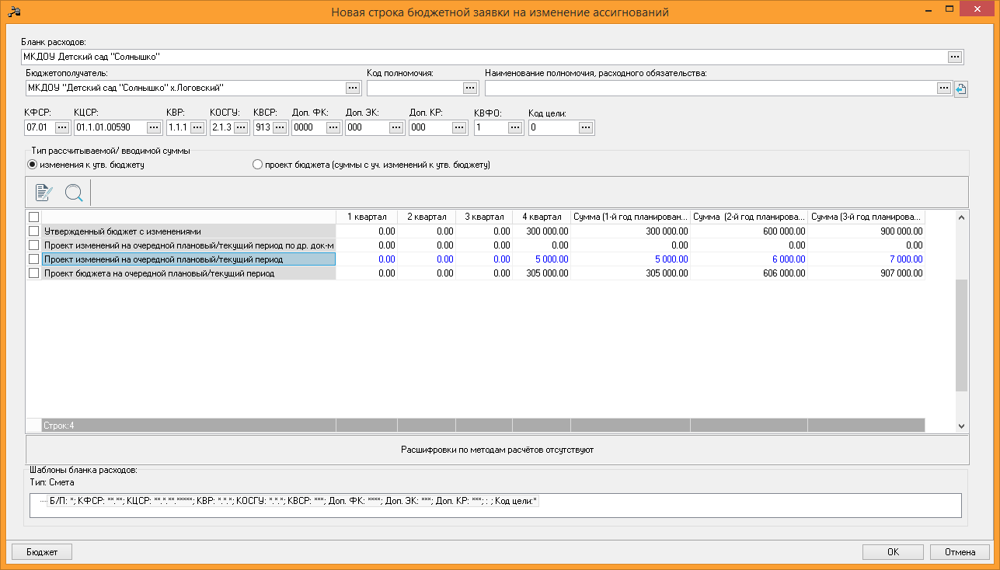 Новая строка бюджетной заявки на изменение ассигнований
Бланк расходов:
МКДОУ Детский сад "Солнышко"
Бюджетополучатель: Код полномочия: Наименование полномочия, расходного обязательства:
МКДОУ "Детский сад "Солнышко" х.Логовский"
КФСР: КЦСР: КВР: КОСГУ: КВСР: Доп. ФК: Доп. ЭК: Доп. КР: КВФО: Код цели:
07.01 01.1.01.00590 1.1.1 2.1.3 913 0000 000 000 1 0
Тип рассчитываемой/ вводимой суммы
изменения к утв. бюджету проект бюджета (суммы с уч. изменений к утв. бюджету)
1 квартал 2 квартал 3 квартал 4 квартал Сумма (1-й год планирован... Сумма (2-й год планирова... Сумма (3-й год планирова...
Утвержденный бюджет с изменениями 0.00 0.00 0.00 300 000.00 300 000.00 600 000.00 900 000.00
Проект изменений на очередной плановый/текущий период по др. док-м 0.00 0.00 0.00 0.00 0.00 0.00 0.00
Проект изменений на очередной плановый/текущий период 0.00 0.00 0.00 5 000.00 5 000.00 6 000.00 7 000.00
Проект бюджета на очередной плановый/текущий период 0.00 0.00 0.00 305 000.00 305 000.00 606 000.00 907 000.00
Строк:4
Расшифровки по методам расчётов отсутствуют
Шаблоны бланка расходов:
Тип: Смета
Б/П: *; КФСР: **.**; КЦСР: **.*.**.*****; КВР: *.*.*; КОСГУ: *.*.*; КВСР: ***; Доп. ФК: ****; Доп. ЭК: ***; Доп. КР: ***; : ; Код цели:*
Бюджет OK Отмена